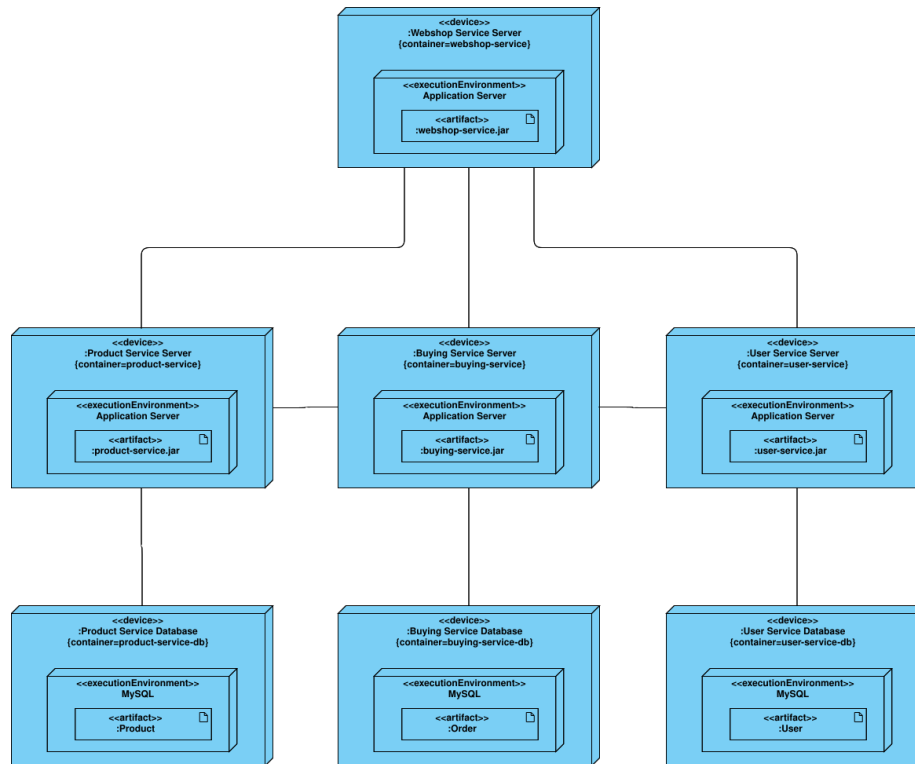 <<device>>
:Webshop Service Server
{container=webshop-service}
<<executionEnvironment>>
Application Server
<<artifact>>
:webshop-service.jar
<<device>>
:Product Service Server
{container=product-service}
<<executionEnvironment>>
Application Server
<<artifact>>
:product-service.jar
<<device>>
:Buying Service Server
{container=buying-service}
<<executionEnvironment>>
Application Server
<<artifact>>
:buying-service.jar
<<device>>
:User Service Server
{container=user-service}
<<executionEnvironment>>
Application Server
<<artifact>>
:user-service.jar
<<device>>
:Product Service Database
{container=product-service-db}
<<executionEnvironment>>
MySQL
<<artifact>>
:Product
<<device>>
:Buying Service Database
{container=buying-service-db}
<<executionEnvironment>>
MySQL
<<artifact>>
:Order
<<device>>
:User Service Database
{container=user-service-db}
<<executionEnvironment>>
MySQL
<<artifact>>
:User